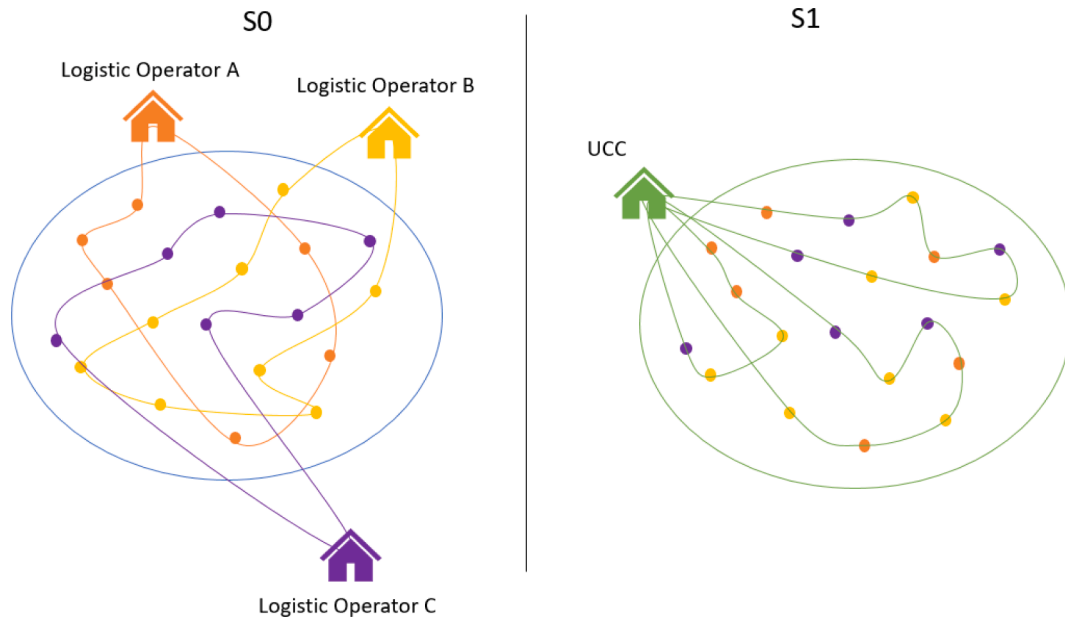 S0
S1
Logistic Operator A
Logistic Operator B
UCC
Logistic Operator C